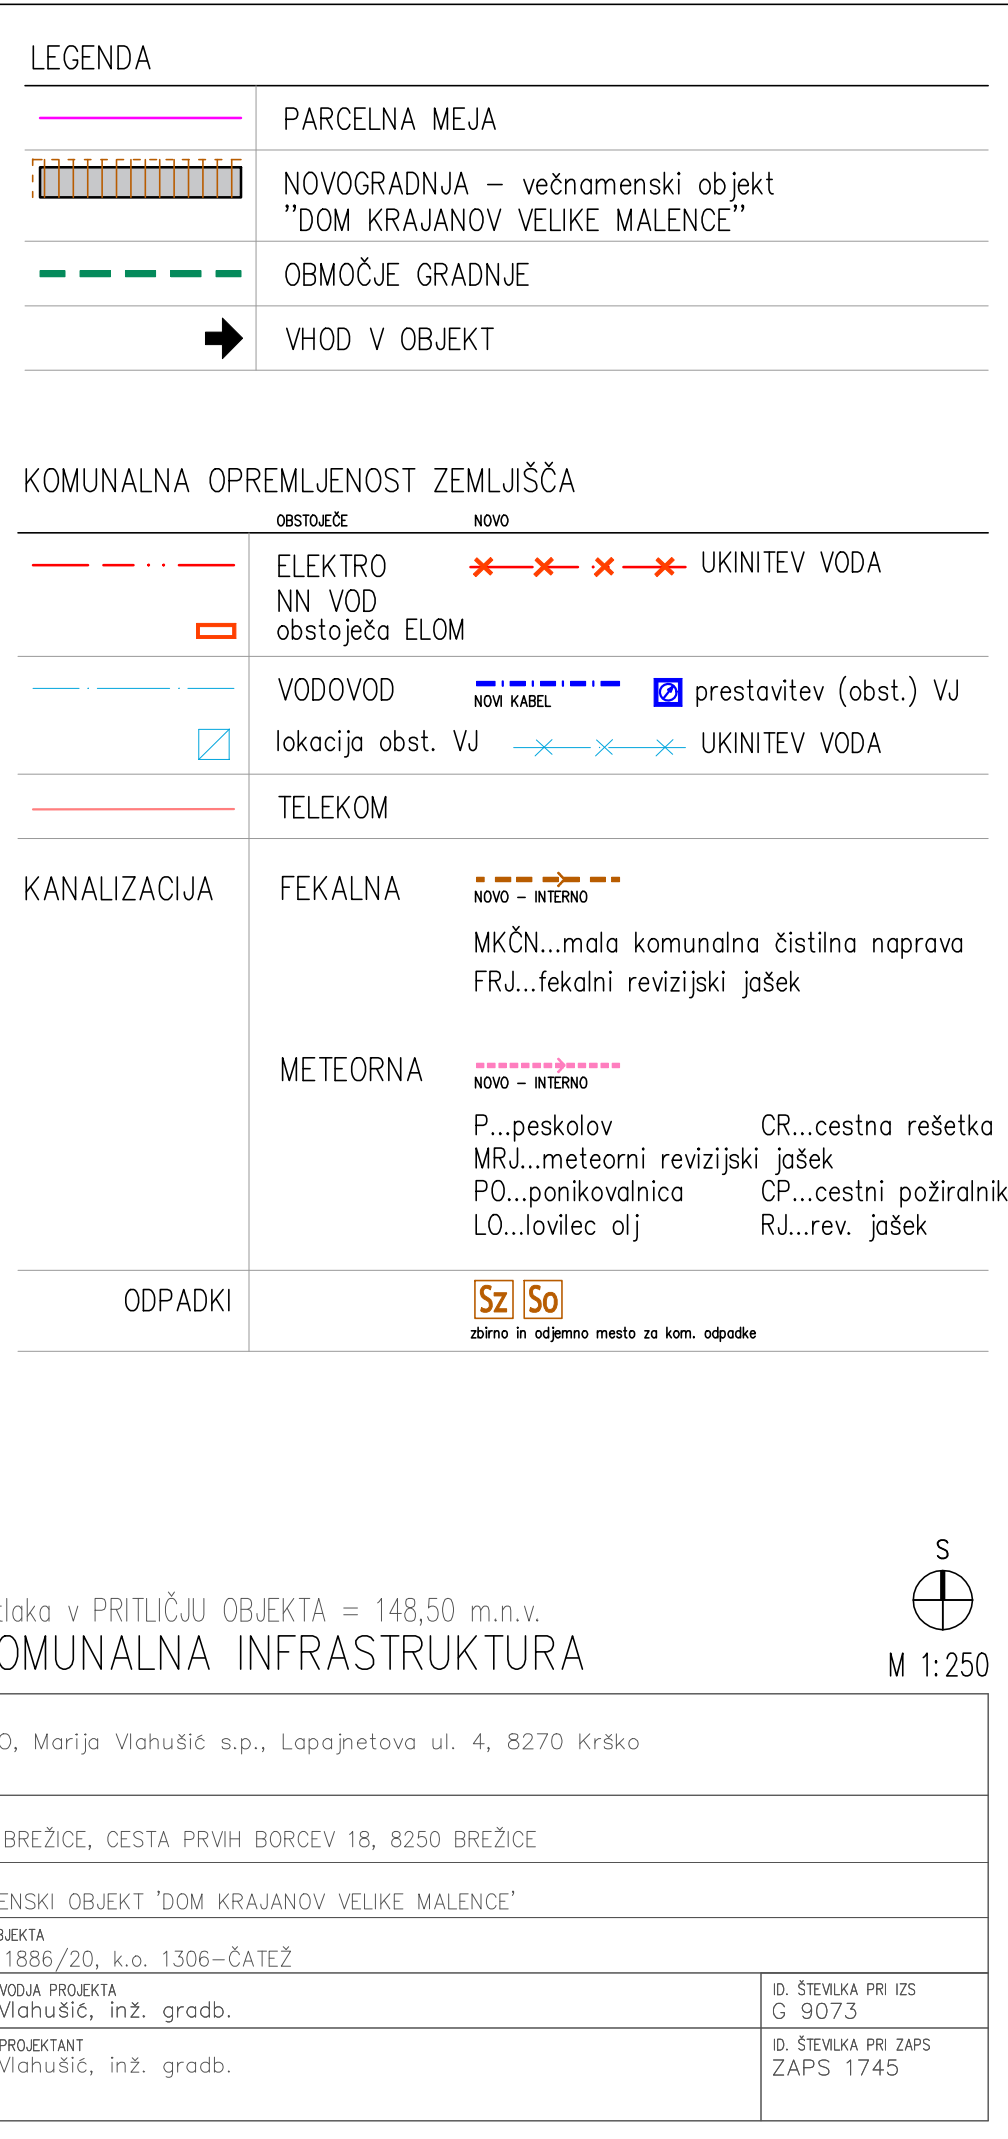 LEGENDA
PARCELNA MEJA
NOVOGRADNJA – večnamenski objekt
"DOM KRAJANOV VELIKE MALENCE"
OBMOČJE GRADNJE
VHOD V OBJEKT
KOMUNALNA OPREMLJENOST ZEMLJIŠČA
OBSTOJEČE NOVO
ELEKTRO UKINITEV VODA
NN VOD
obstoječa ELOM
VODOVOD NOVI KABEL prestavitev (obst.) VJ
lokacija obst. VJ UKINITEV VODA
TELEKOM
KANALIZACIJA FEKALNA
NOVO – INTERNO
MKČN...mala komunalna čistilna naprava
FRJ...fekalni revizijski jašek
METEORNA
NOVO – INTERNO
P...peskolov CR...cestna rešetka
MRJ...meteorni revizijski jašek
PO...ponikovalnica CP...cestni požiralnik
LO...lovilec olj RJ...rev. jašek
ODPADKI Sz So
zbirno in odjemno mesto za kom. odpadke
S
tlaka v PRITLIČJU OBJEKTA = 148,50 m.n.v.
OMUNALNA INFRASTRUKTURA
M 1:250
O, Marija Vlahušić s.p., Lapajnetova ul. 4, 8270 Krško
BREŽICE, CESTA PRVIH BORCEV 18, 8250 BREŽICE
ENSKI OBJEKT 'DOM KRAJANOV VELIKE MALENCE'
BJEKTA
1886/20, k.o. 1306–ČATEŽ
VODJA PROJEKTA ID. ŠTEVILKA PRI IZS
Vlahušić, inž. gradb. G 9073
PROJEKTANT ID. ŠTEVILKA PRI ZAPS
Vlahušić, inž. gradb. ZAPS 1745